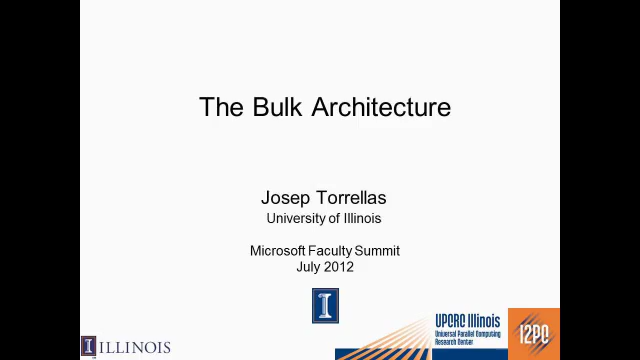 The Bulk Architecture
Josep Torrellas
University of Illinois
Microsoft Faculty Summit
July 2012
I
I ILLINOIS
UPCRC Illinois
Universal Parallel Computing
Research Center
I2PC